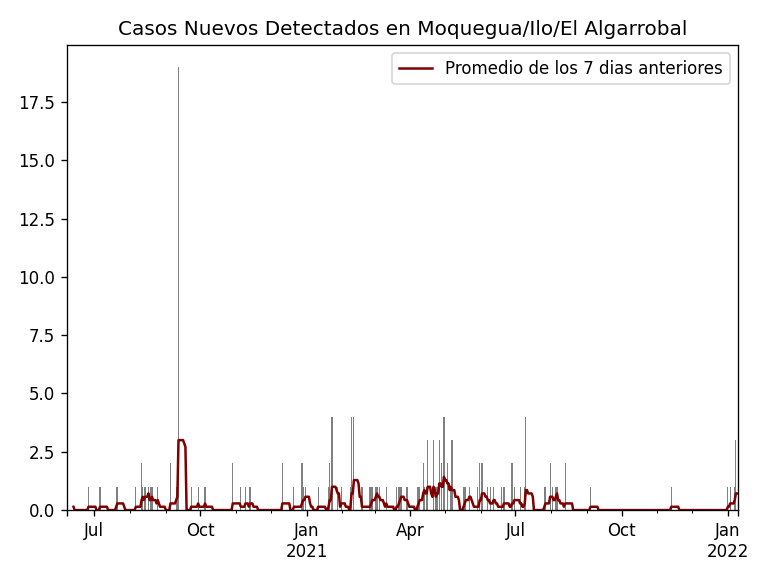 Casos Nuevos Detectados en Moquegua/Ilo/El Algarrobal
Promedio de los 7 dias anteriores
17.5
15.0
12.5
10.0
7.5
5.0
2.5
0.0
Jul
Oct
Jan
2021
Apr
Jul
Oct
Jan
2022